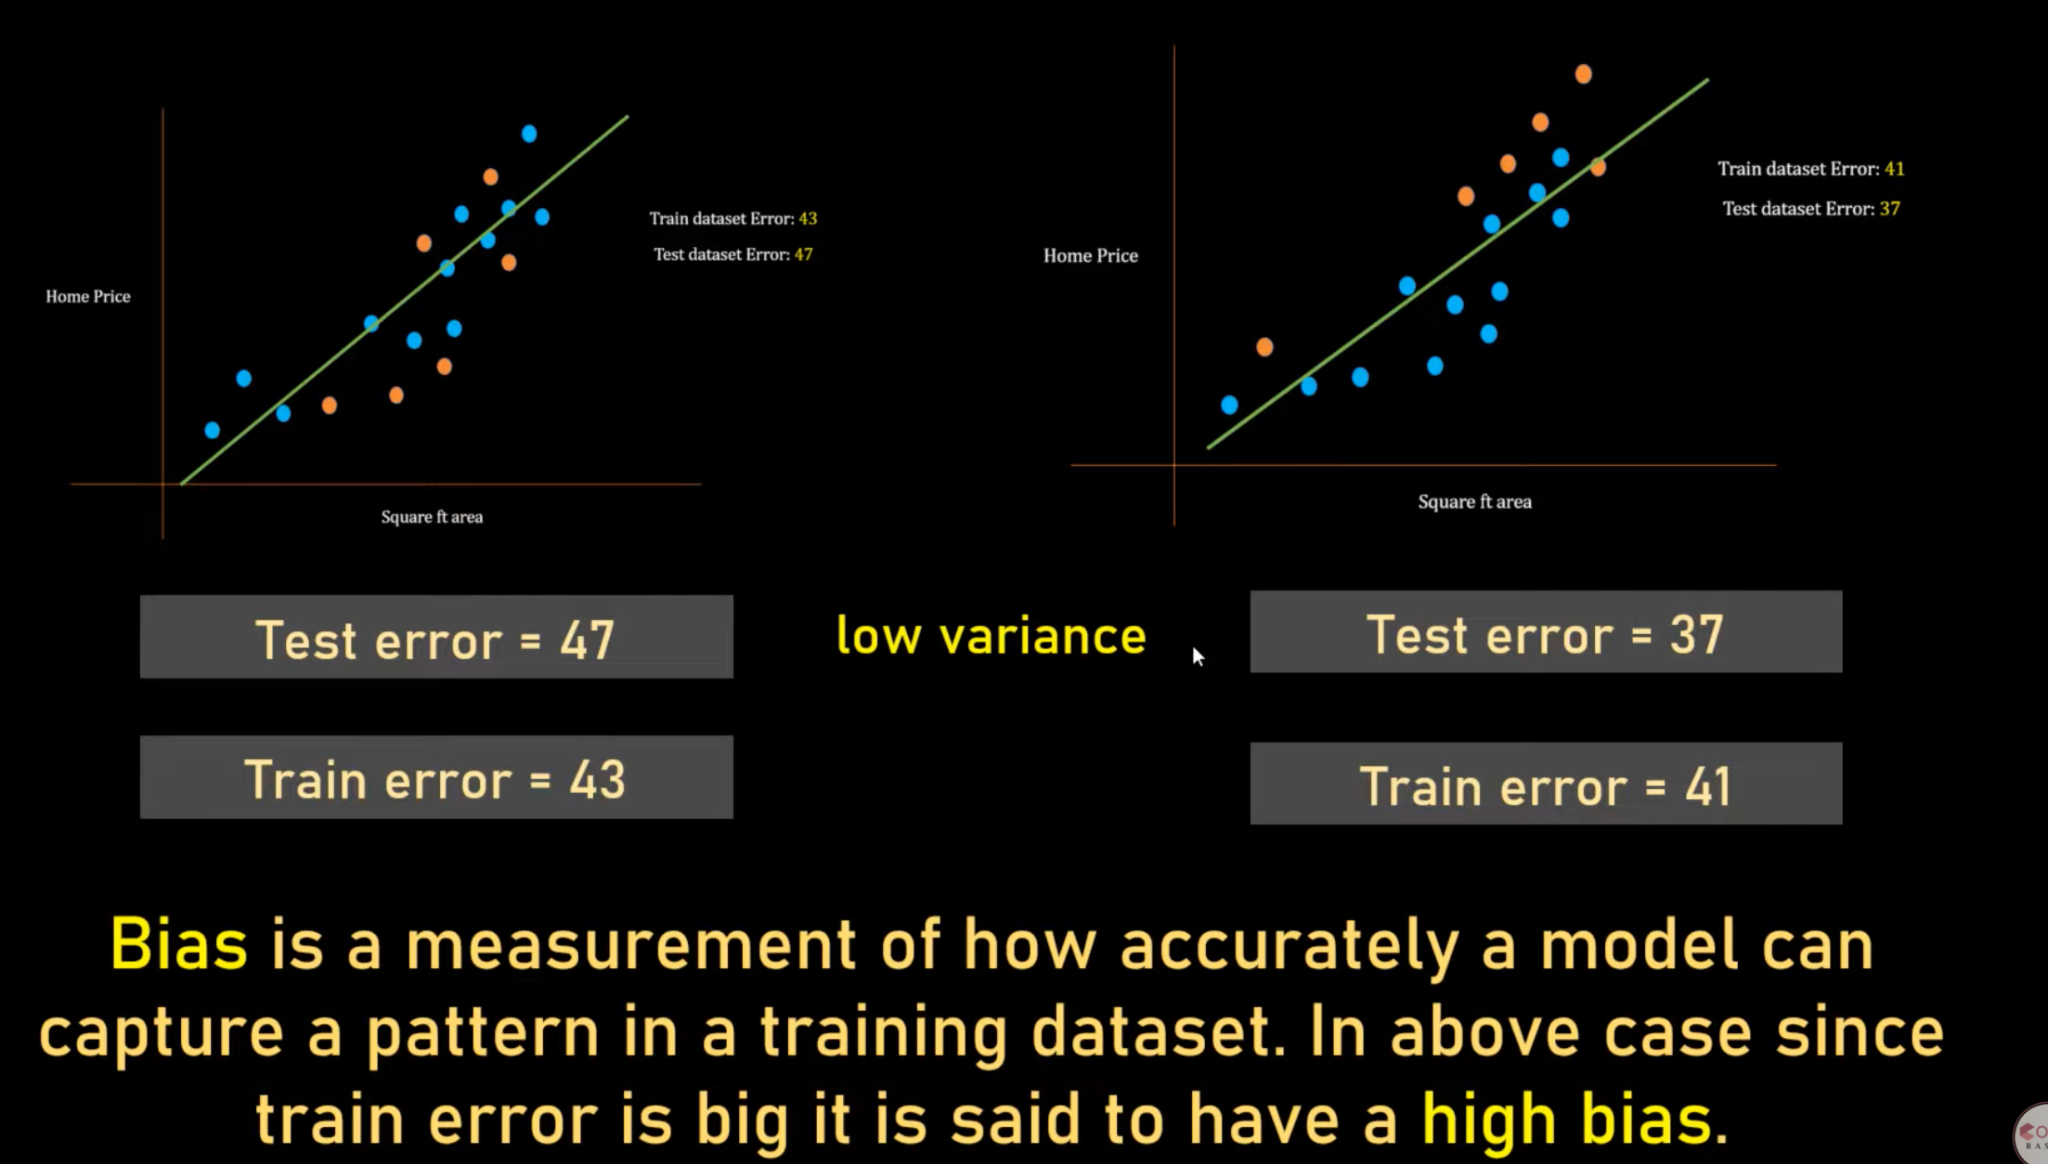 Train dataset Error: 43
Test dataset Error: 47
Home Price
Square ft area
Train dataset Error: 41
Test dataset Error: 37
Home Price
Square ft area
Test error = 47
low variance
Test error = 37
Train error = 43
Train error = 41
Bias is a measurement of how accurately a model can
capture a pattern in a training dataset. In above case since
train error is big it is said to have a high bias.